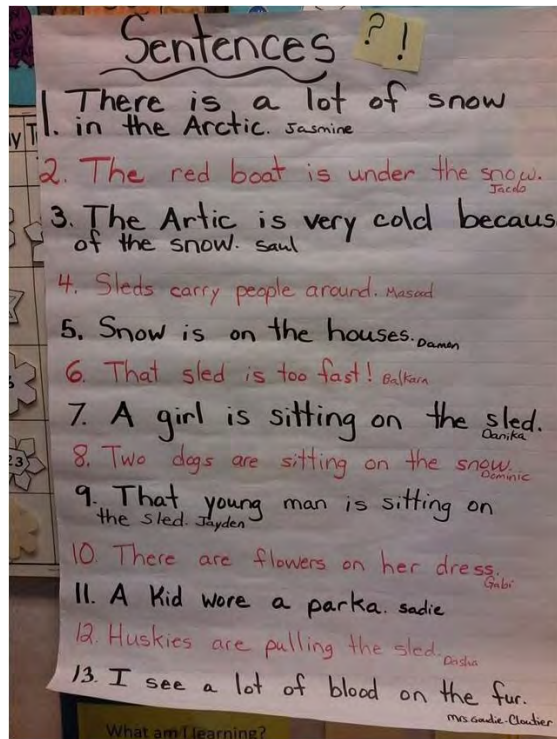 Sentences ? !
1. There is a lot of snow
in the Arctic. Jasmine
2. The red boat is under the snow.
Jacob
3. The Artic is very cold becaus
of the snow. Saul
4. Sleds carry people around. Masood
5. Snow is on the houses. Damen
6. That sled is too fast! Balkarn
7. A girl is sitting on the sled.
Danika
8. Two dogs are sitting on the snow.
Dominic
9. That young man is sitting on
the sled. Jayden
10. There are flowers on her dress.
Gabi
11. A Kid wore a parka. Sadie
12. Huskies are pulling the sled.
Dasha
13. I see a lot of blood on the fur.
Mrs. Gaudie-Cloutier
What am I learning?